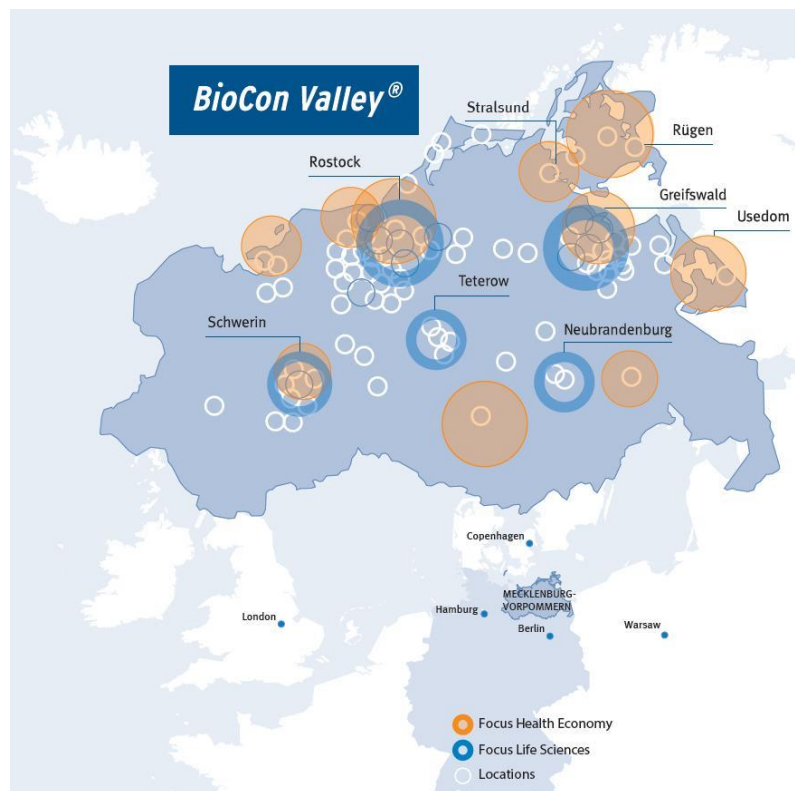 BioCon Valley®
Stralsund
Rügen
Rostock
Greifswald
Usedom
Teterow
Schwerin
Neubrandenburg
Copenhagen
MECKLENBURG-
VORPOMMERN
Hamburg
London
Berlin
Warsaw
Focus Health Economy
Focus Life Sciences
Locations